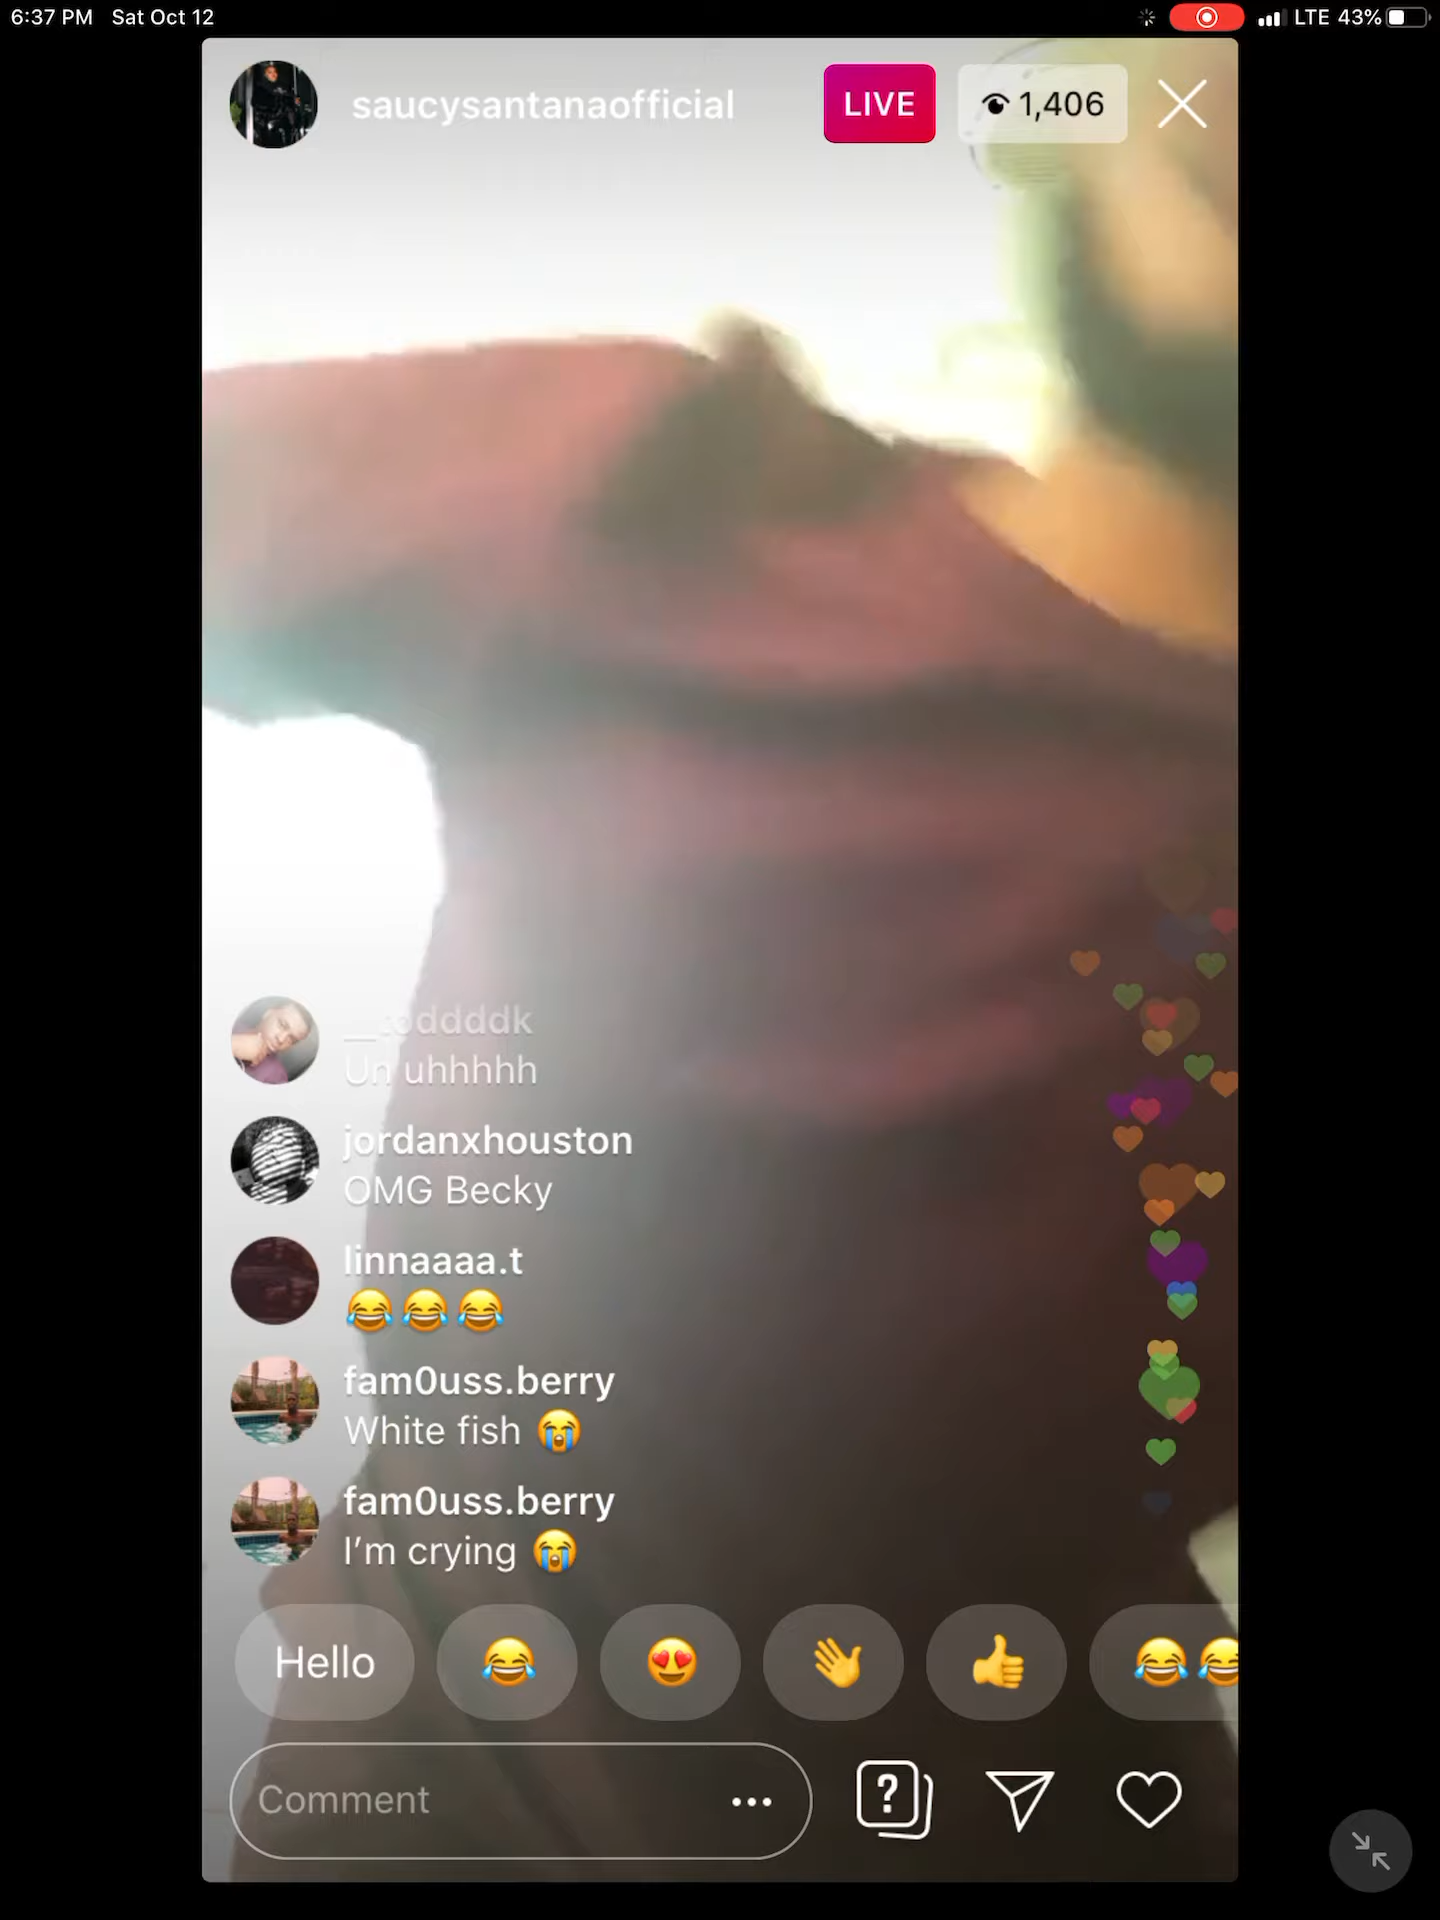 6:37 PM Sat Oct 12
LTE 43%
saucysantanaofficial
LIVE
1,406
Un uhhhhh
jordanxhouston
OMG Becky
linnaaaa.t
😂😂😂
fam0uss.berry
White fish 😭
fam0uss.berry
I'm crying 😭
Hello
Comment